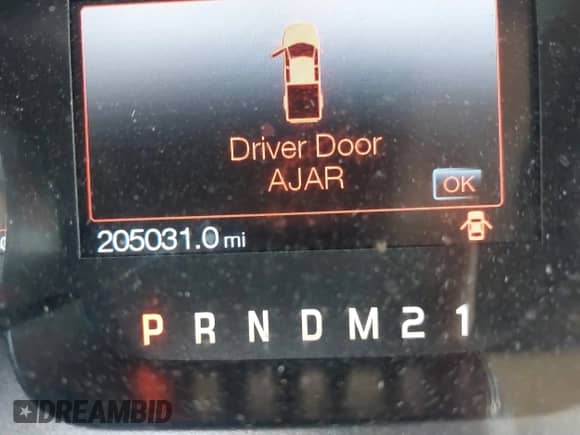 Driver Door
AJAR
OK
205031.0 mi
P R N D M 2 1
DREAMBID